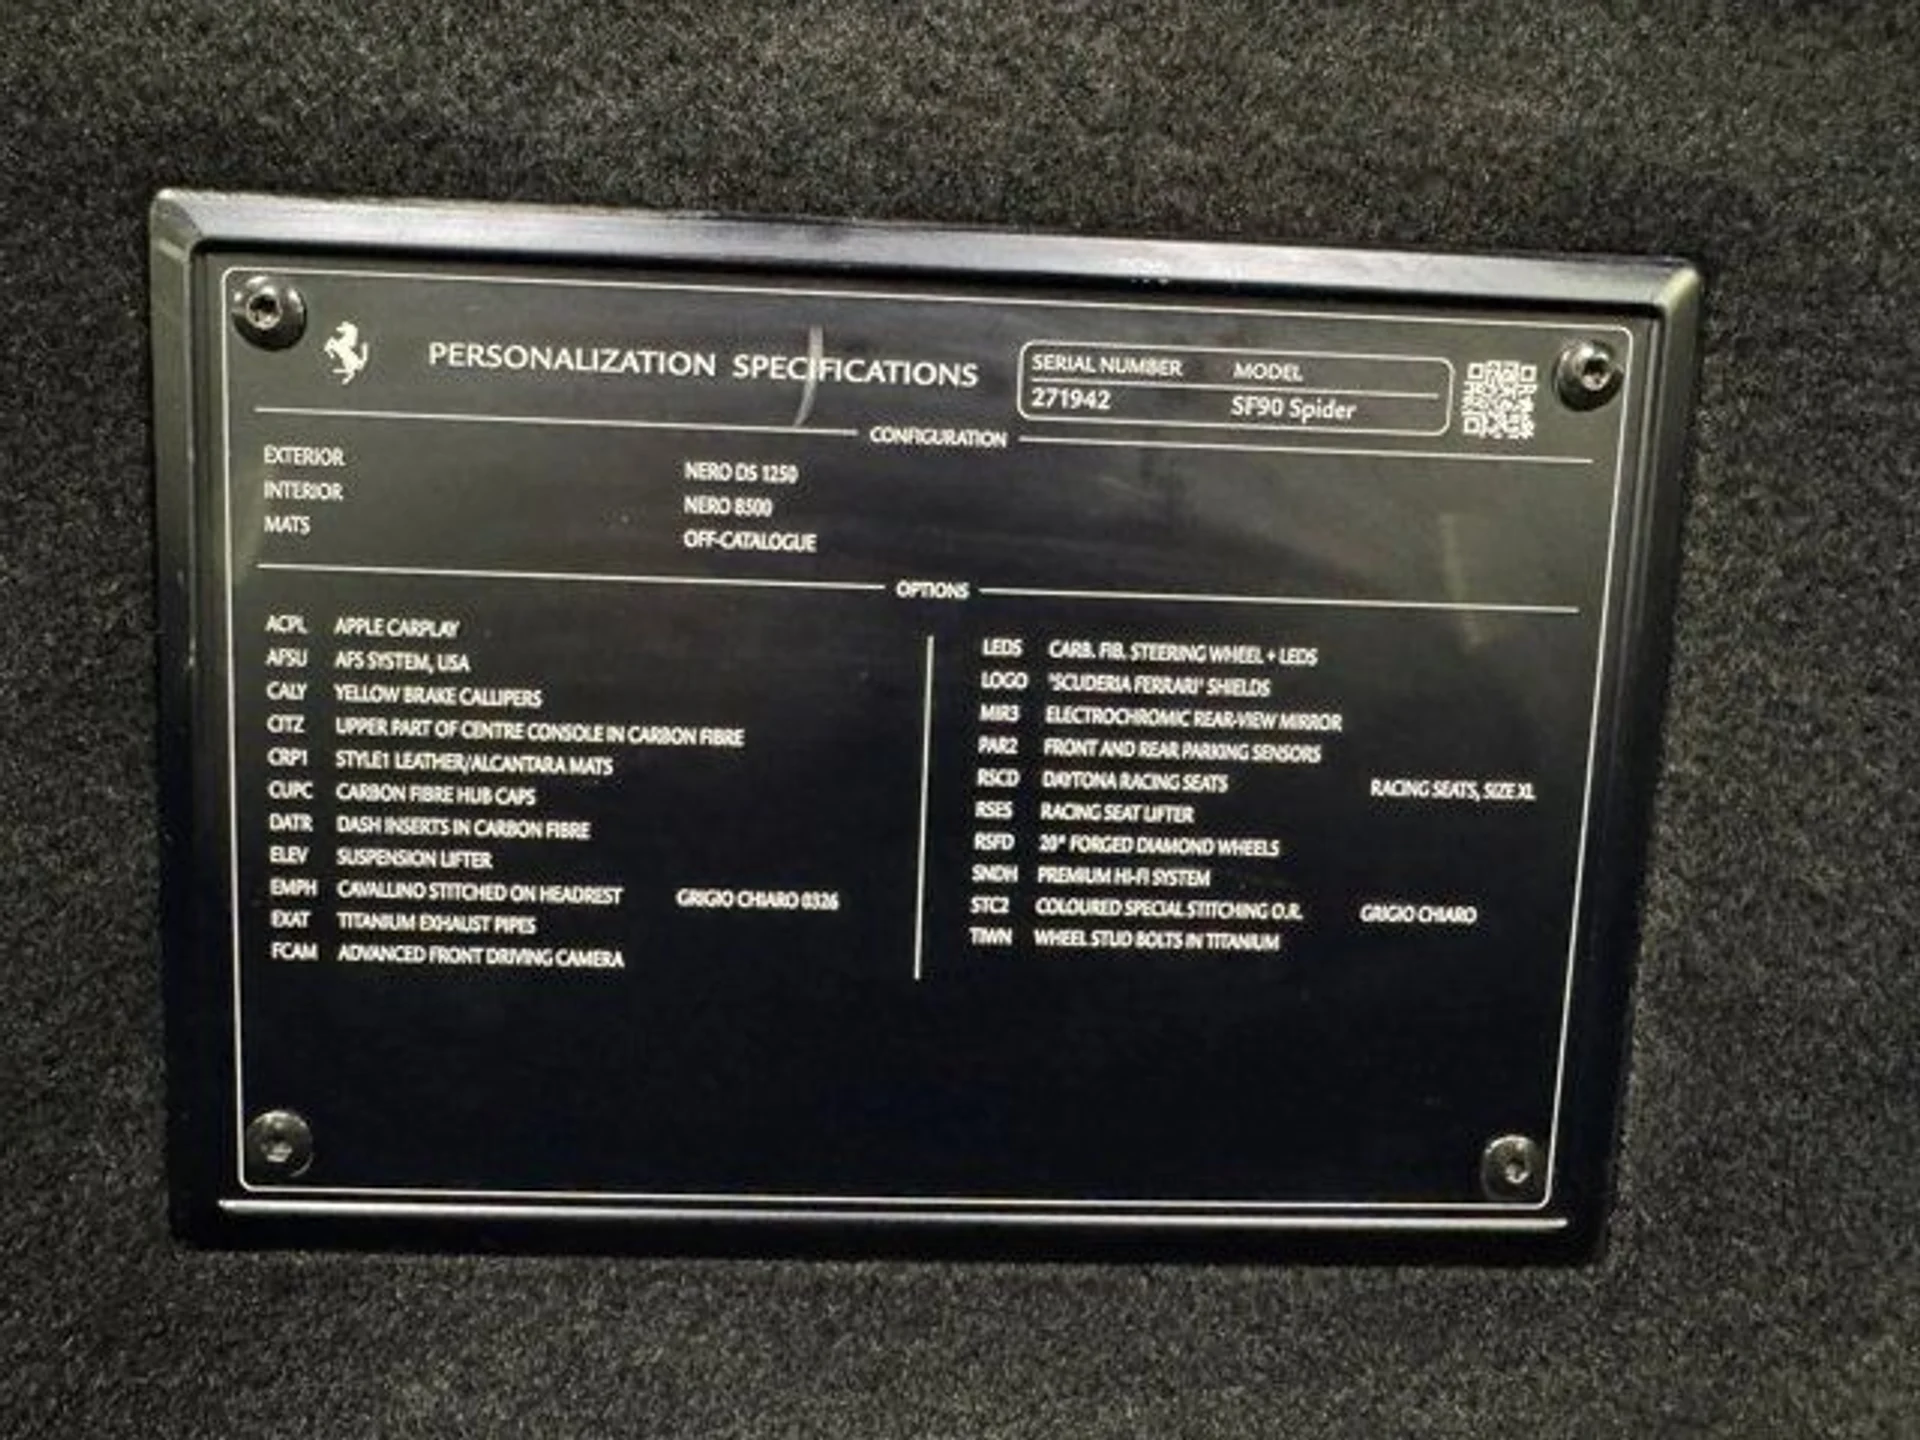 PERSONALIZATION SPECIFICATIONS
SERIAL NUMBER MODEL
271942 SF90 Spider
CONFIGURATION
EXTERIOR NERO DS 1250
INTERIOR NERO 8500
MATS OFF-CATALOGUE
OPTIONS
ACPL APPLE CARPLAY
AFSU AFS SYSTEM, USA
CALY YELLOW BRAKE CALLIPERS
CITZ UPPER PART OF CENTRE CONSOLE IN CARBON FIBRE
CRP1 STYLE1 LEATHER/ALCANTARA MATS
CUPC CARBON FIBRE HUB CAPS
DATR DASH INSERTS IN CARBON FIBRE
ELEV SUSPENSION LIFTER
EMPH CAVALLINO STITCHED ON HEADREST GRIGIO CHIARO 0326
EXAT TITANIUM EXHAUST PIPES
FCAM ADVANCED FRONT DRIVING CAMERA
LEDS CARB. FIB. STEERING WHEEL + LEDS
LOGO "SCUDERIA FERRARI" SHIELDS
MIR3 ELECTROCHROMIC REAR-VIEW MIRROR
PAR2 FRONT AND REAR PARKING SENSORS
RSCD DAYTONA RACING SEATS RACING SEATS, SIZE XL
RSES RACING SEAT LIFTER
RSFD 20" FORGED DIAMOND WHEELS
SNDH PREMIUM HI-FI SYSTEM
STC2 COLOURED SPECIAL STITCHING O.R. GRIGIO CHIARO
TIWN WHEEL STUD BOLTS IN TITANIUM